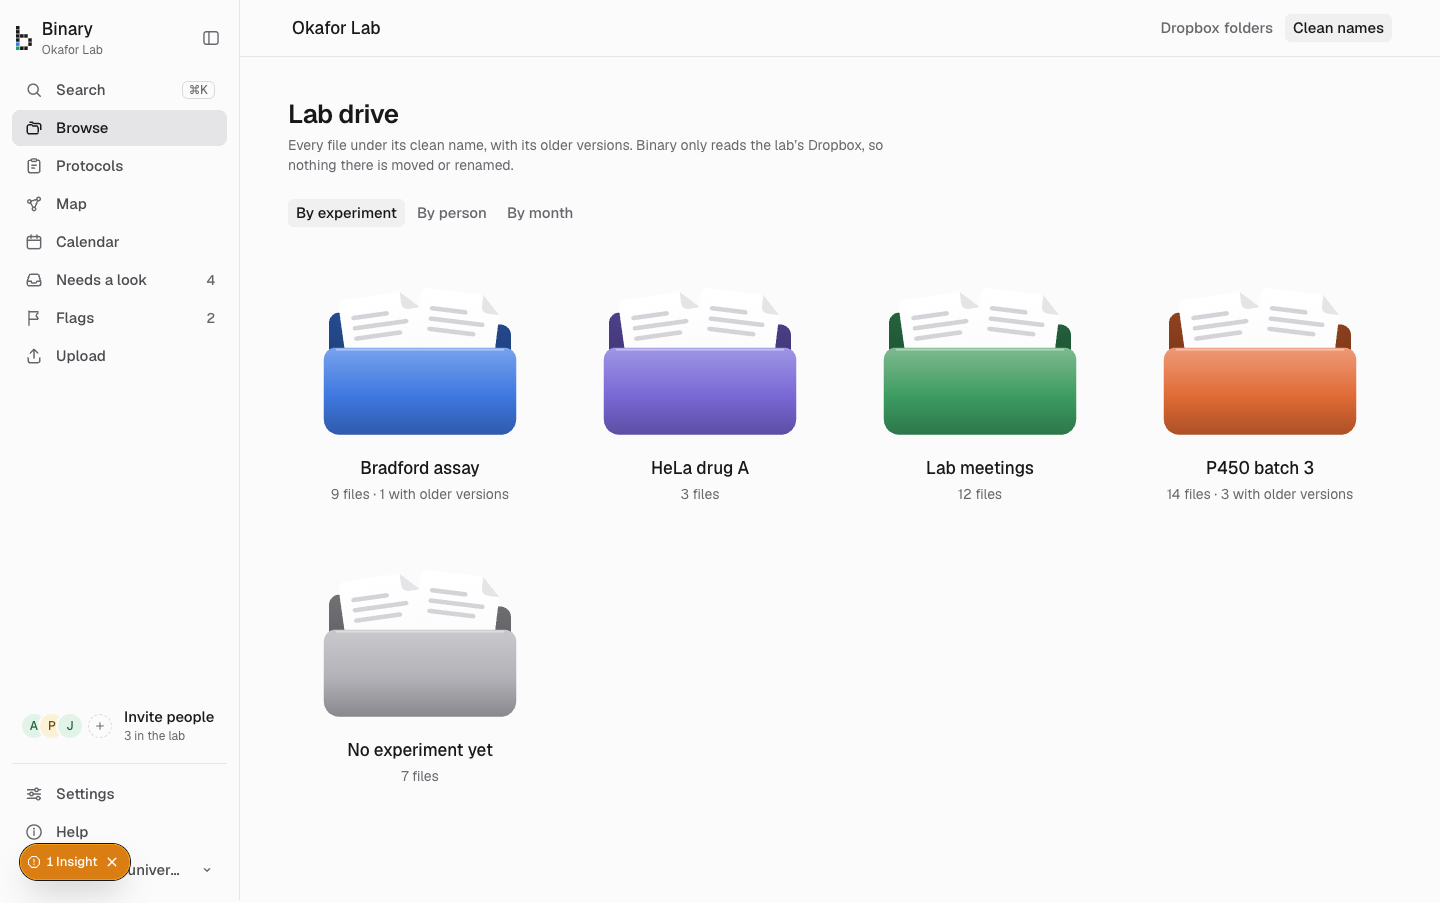 Binary
Okafor Lab
Search ⌘K
Browse
Protocols
Map
Calendar
Needs a look 4
Flags 2
Upload
A P J +
Invite people
3 in the lab
Settings
Help
1 Insight
univer…
Okafor Lab
Dropbox folders
Clean names
Lab drive
Every file under its clean name, with its older versions. Binary only reads the lab’s Dropbox, so
nothing there is moved or renamed.
By experiment By person By month
Bradford assay
9 files · 1 with older versions
HeLa drug A
3 files
Lab meetings
12 files
P450 batch 3
14 files · 3 with older versions
No experiment yet
7 files